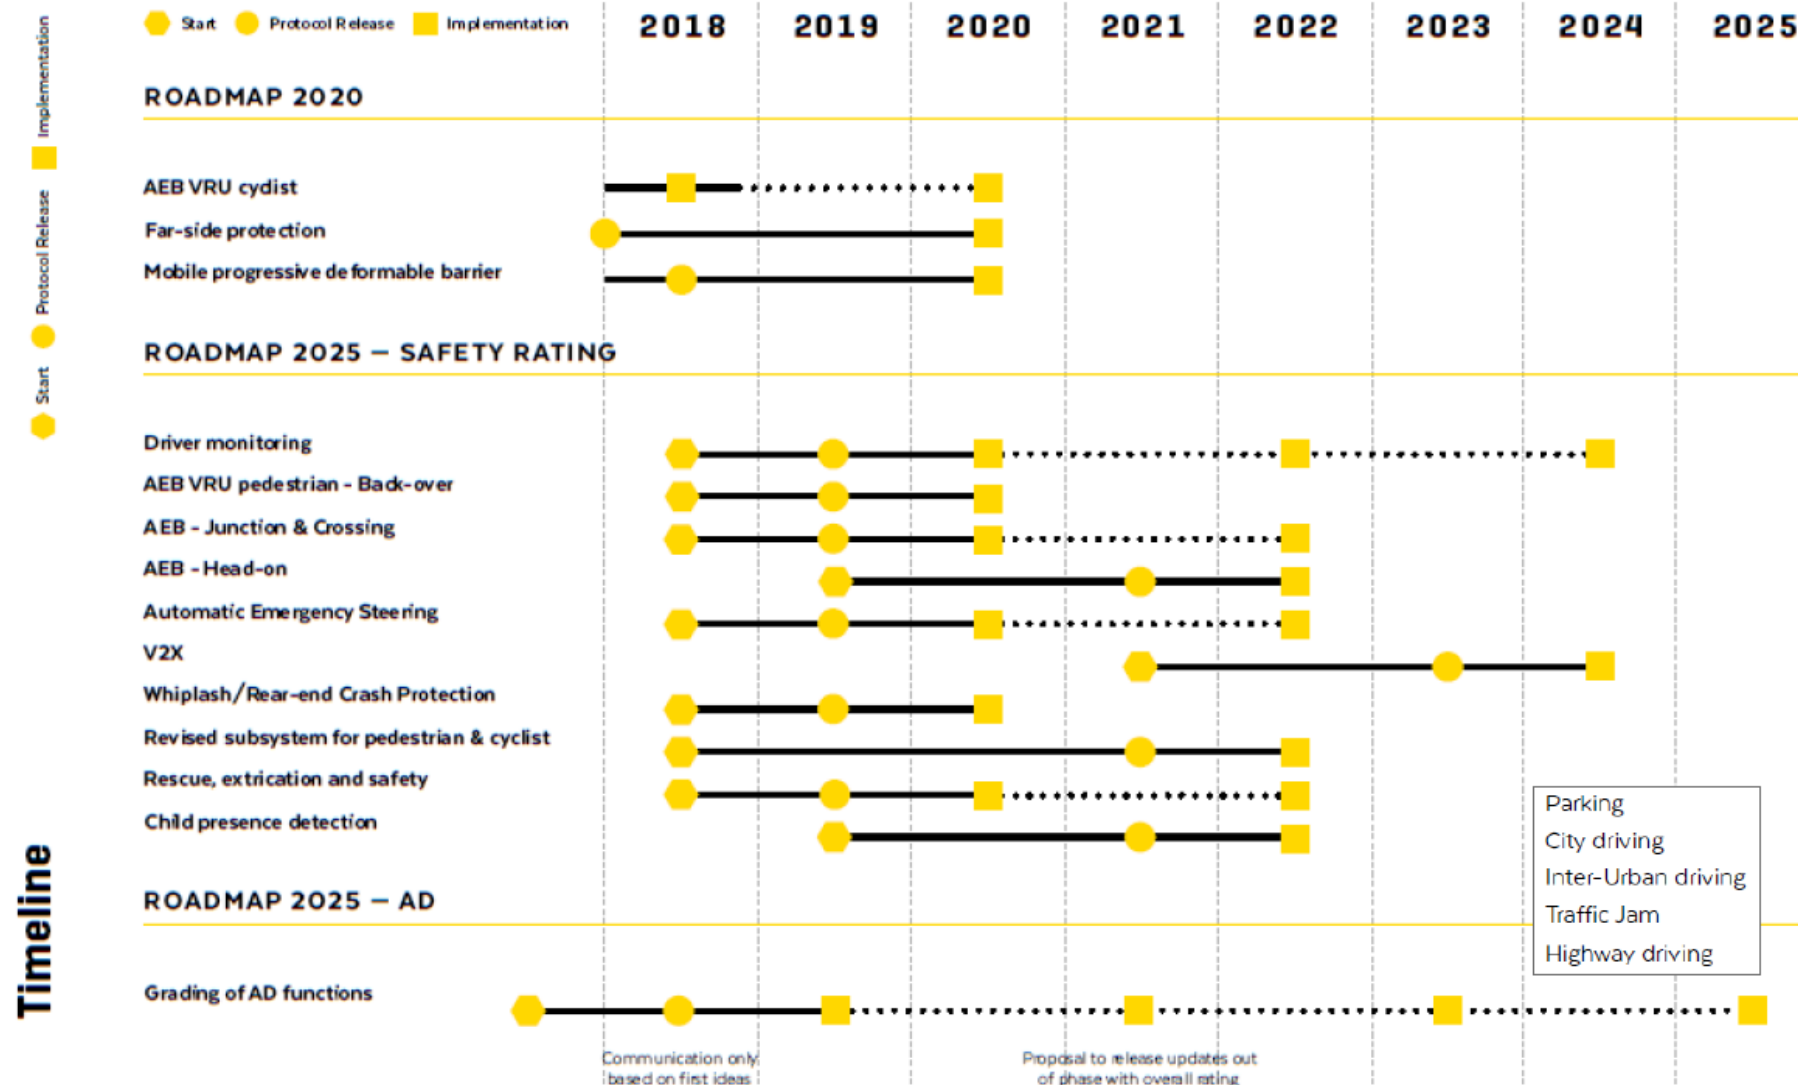 Start Protocol Release Implementation 2018 2019 2020 2021 2022 2023 2024 2025
ROADMAP 2020
AEB VRU cyclist
Far-side protection
Mobile progressive deformable barrier
ROADMAP 2025 – SAFETY RATING
Driver monitoring
AEB VRU pedestrian - Back-over
AEB - Junction & Crossing
AEB - Head-on
Automatic Emergency Steering
V2X
Whiplash/Rear-end Crash Protection
Revised subsystem for pedestrian & cyclist
Rescue, extrication and safety
Child presence detection
ROADMAP 2025 – AD
Grading of AD functions
Parking
City driving
Inter-Urban driving
Traffic Jam
Highway driving
Communication only
based on first ideas
Proposal to release updates out
of phase with overall rating
Timeline
Start Protocol Release Implementation